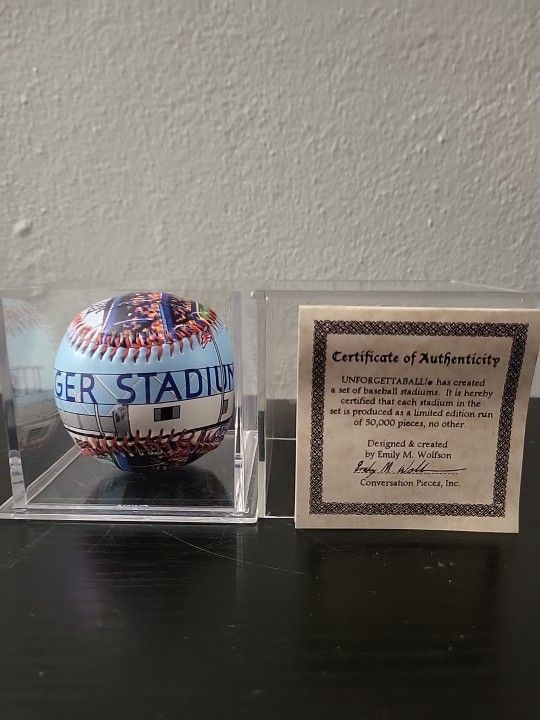 GER STADIUM
Certificate of Authenticity
UNFORGETTABALL!® has created
a set of baseball stadiums. It is hereby
certified that each stadium in the
set is produced as a limited edition run
of 50,000 pieces, no other.
Designed & created
by Emily M. Wolfson
Emily M. Wolfson
Conversation Pieces, Inc.